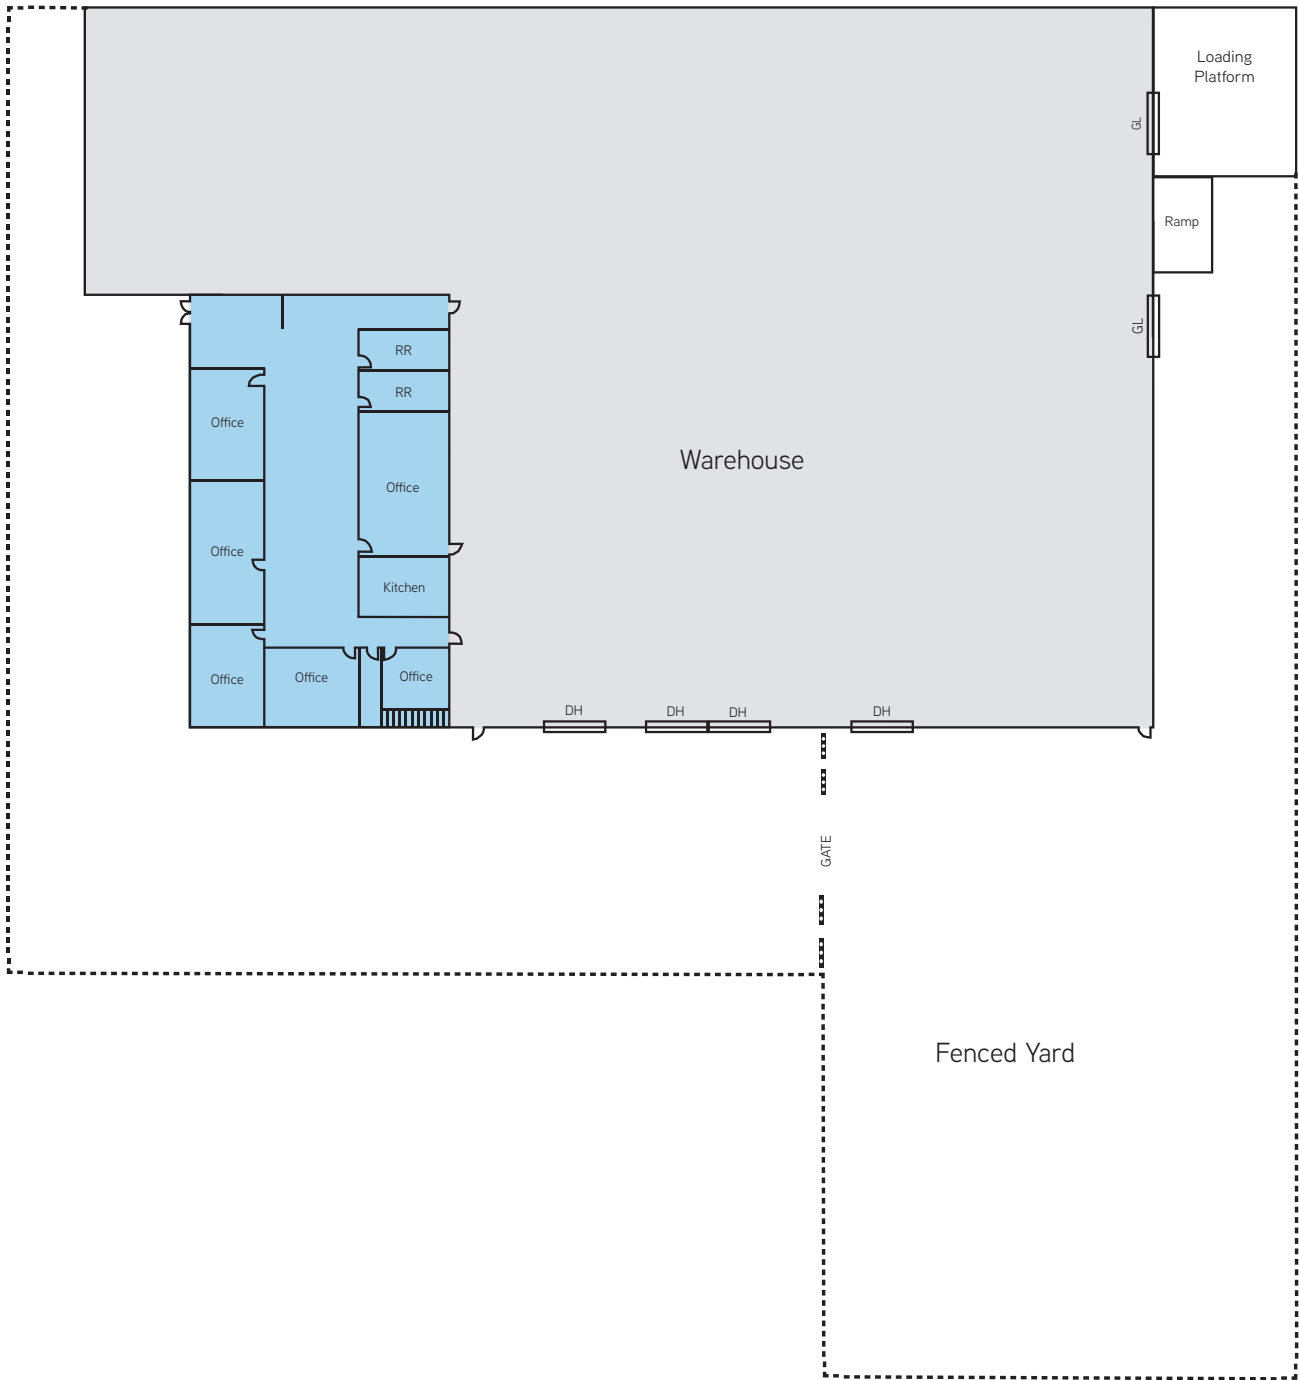 Loading
Platform
GL
Ramp
GL
RR
RR
Office
Warehouse
Office
Office
Kitchen
Office
Office
Office
DH
DH
DH
DH
GATE
Fenced Yard